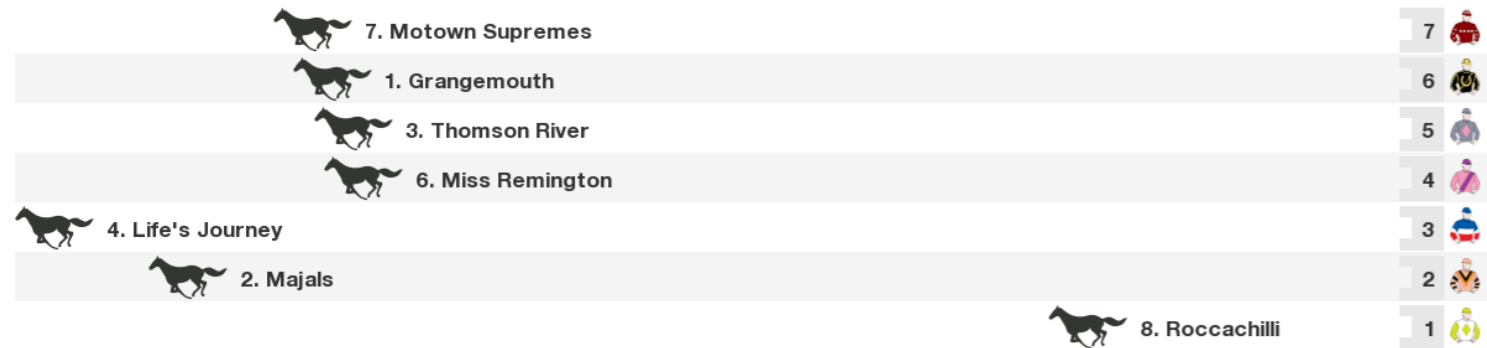 7. Motown Supremes 7
1. Grangemouth 6
3. Thomson River 5
6. Miss Remington 4
4. Life's Journey 3
2. Majals 2
8. Roccachilli 1